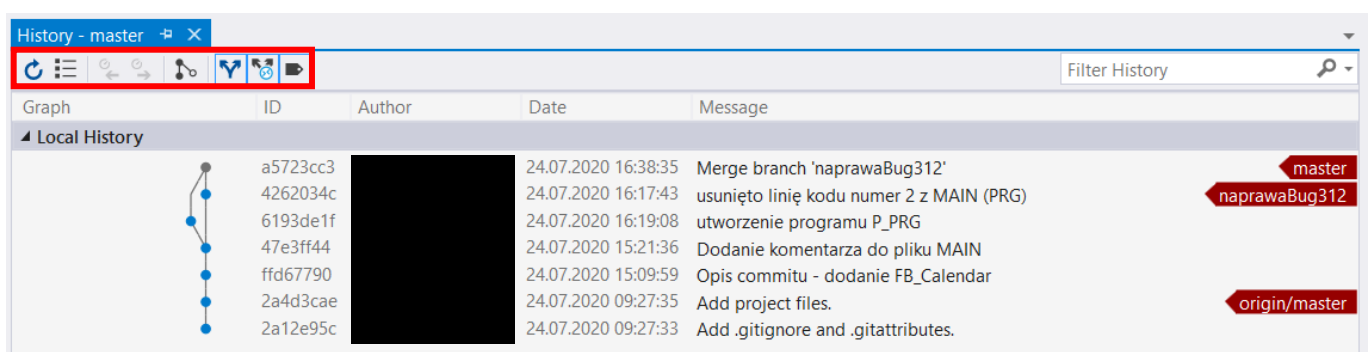 History - master
Filter History
Graph ID Author Date Message
Local History
a5723cc3 24.07.2020 16:38:35 Merge branch 'naprawaBug312' master
4262034c 24.07.2020 16:17:43 usunięto linię kodu numer 2 z MAIN (PRG) naprawaBug312
6193de1f 24.07.2020 16:19:08 utworzenie programu P_PRG
47e3ff44 24.07.2020 15:21:36 Dodanie komentarza do pliku MAIN
ffd67790 24.07.2020 15:09:59 Opis commitu - dodanie FB_Calendar
2a4d3cae 24.07.2020 09:27:35 Add project files. origin/master
2a12e95c 24.07.2020 09:27:33 Add .gitignore and .gitattributes.